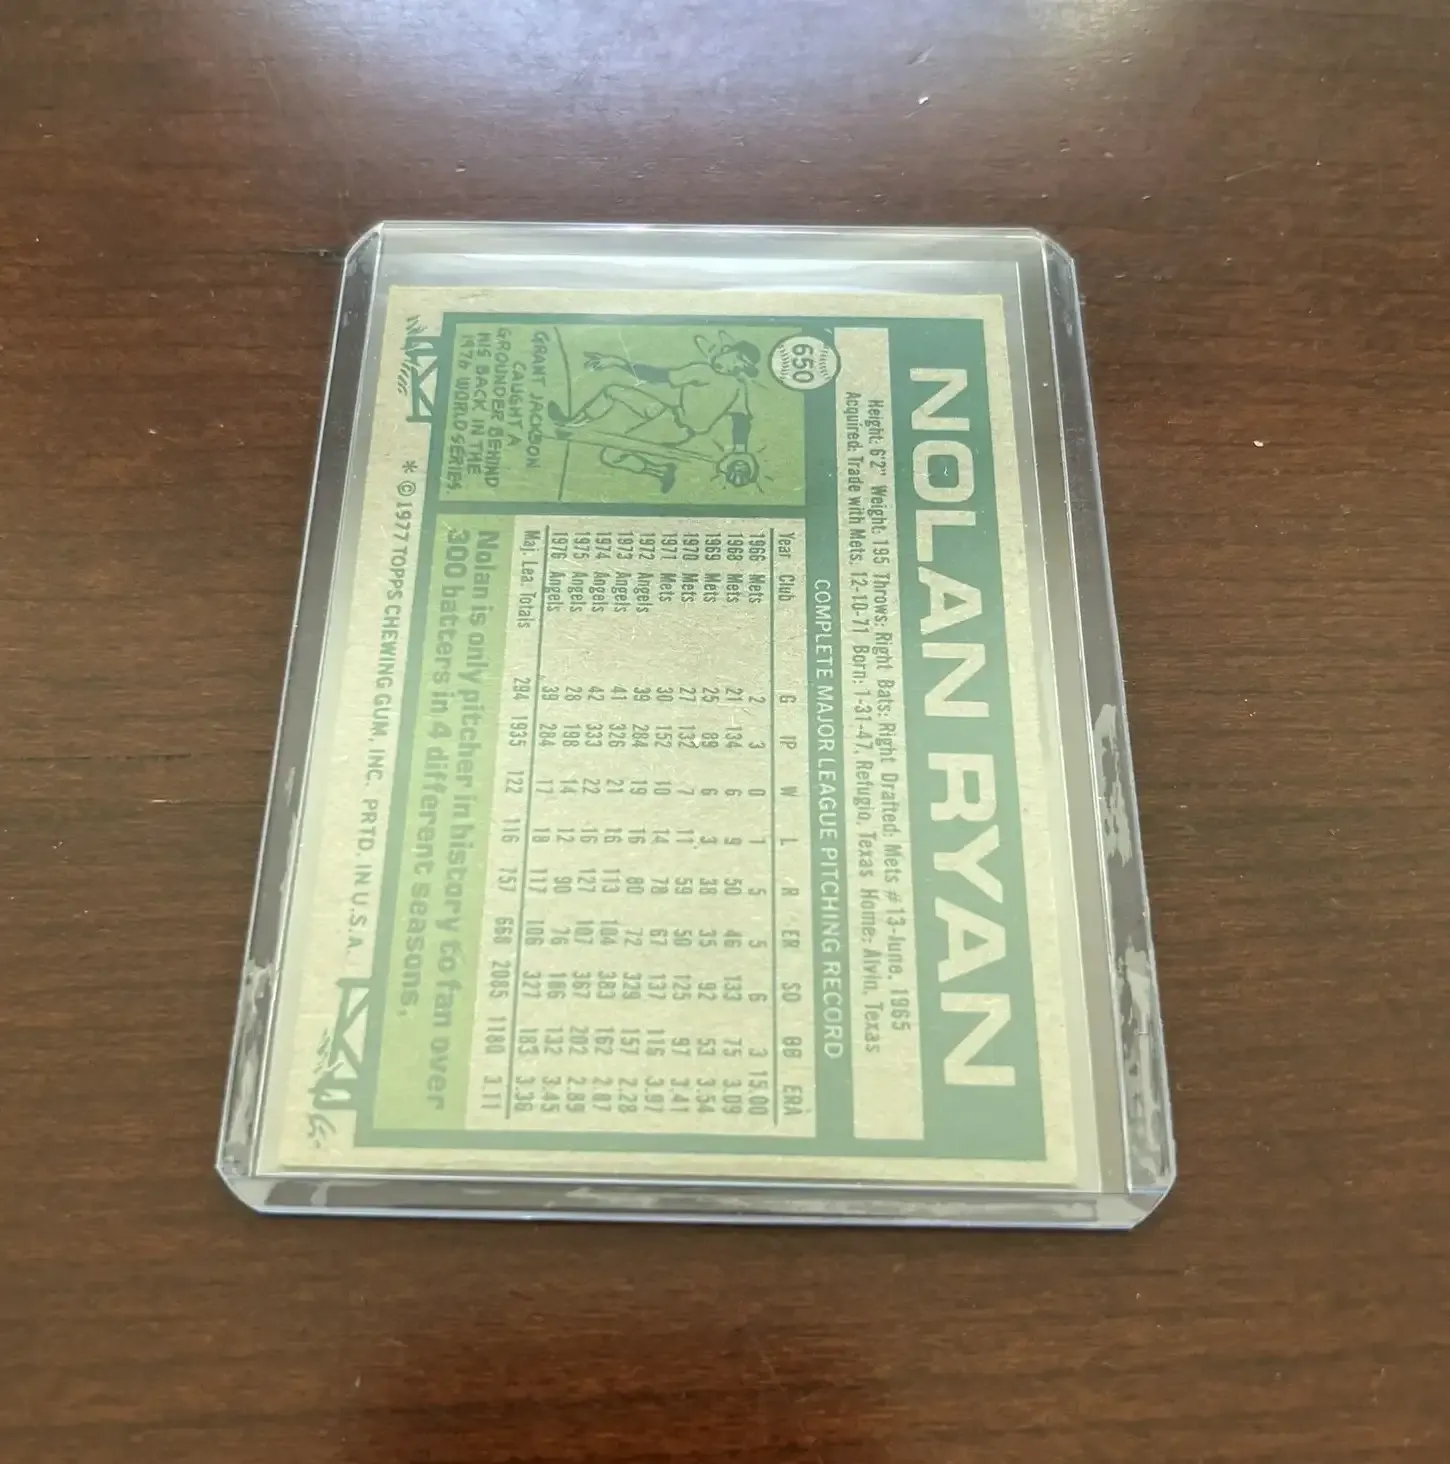 NOLAN RYAN
650
Height: 6'2" Weight: 195 Throws: Right Bats: Right Drafted: Mets #13-June, 1965
Acquired: Trade with Mets, 12-10-71 Born: 1-31-47, Refugio, Texas Home: Alvin, Texas
COMPLETE MAJOR LEAGUE PITCHING RECORD
Year Club G IP W L R ER SO BB ERA
1966 Mets 2 3 0 1 5 5 6 3 15.00
1968 Mets 21 134 6 9 50 46 133 75 3.09
1969 Mets 25 89 6 3 38 35 92 53 3.54
1970 Mets 27 132 7 11 59 50 125 97 3.41
1971 Mets 30 152 10 14 78 67 137 116 3.97
1972 Angels 39 284 19 16 80 72 329 157 2.28
1973 Angels 41 326 21 16 113 104 383 162 2.87
1974 Angels 42 333 22 16 127 107 367 202 2.89
1975 Angels 28 198 14 12 90 76 186 132 3.45
1976 Angels 39 284 17 18 117 106 327 183 3.36
Maj. Lea. Totals 294 1935 122 116 757 668 2085 1180 3.11
GRANT JACKSON
CAUGHT A
GROUNDER BEHIND
HIS BACK IN THE
1976 WORLD SERIES.
Nolan is only pitcher in history to fan over
300 batters in 4 different seasons.
* © 1977 TOPPS CHEWING GUM, INC. PRTD. IN U.S.A.